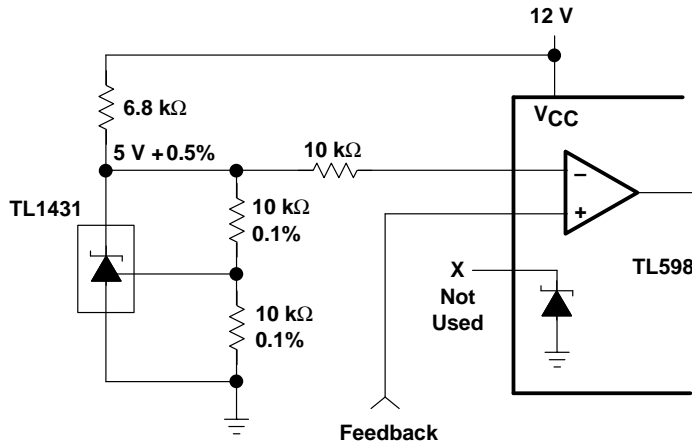 12 V
6.8 kΩ
VCC
5 V +0.5%
10 kΩ
−
TL1431
10 kΩ
0.1%
+
TL598
X
Not
Used
10 kΩ
0.1%
Feedback